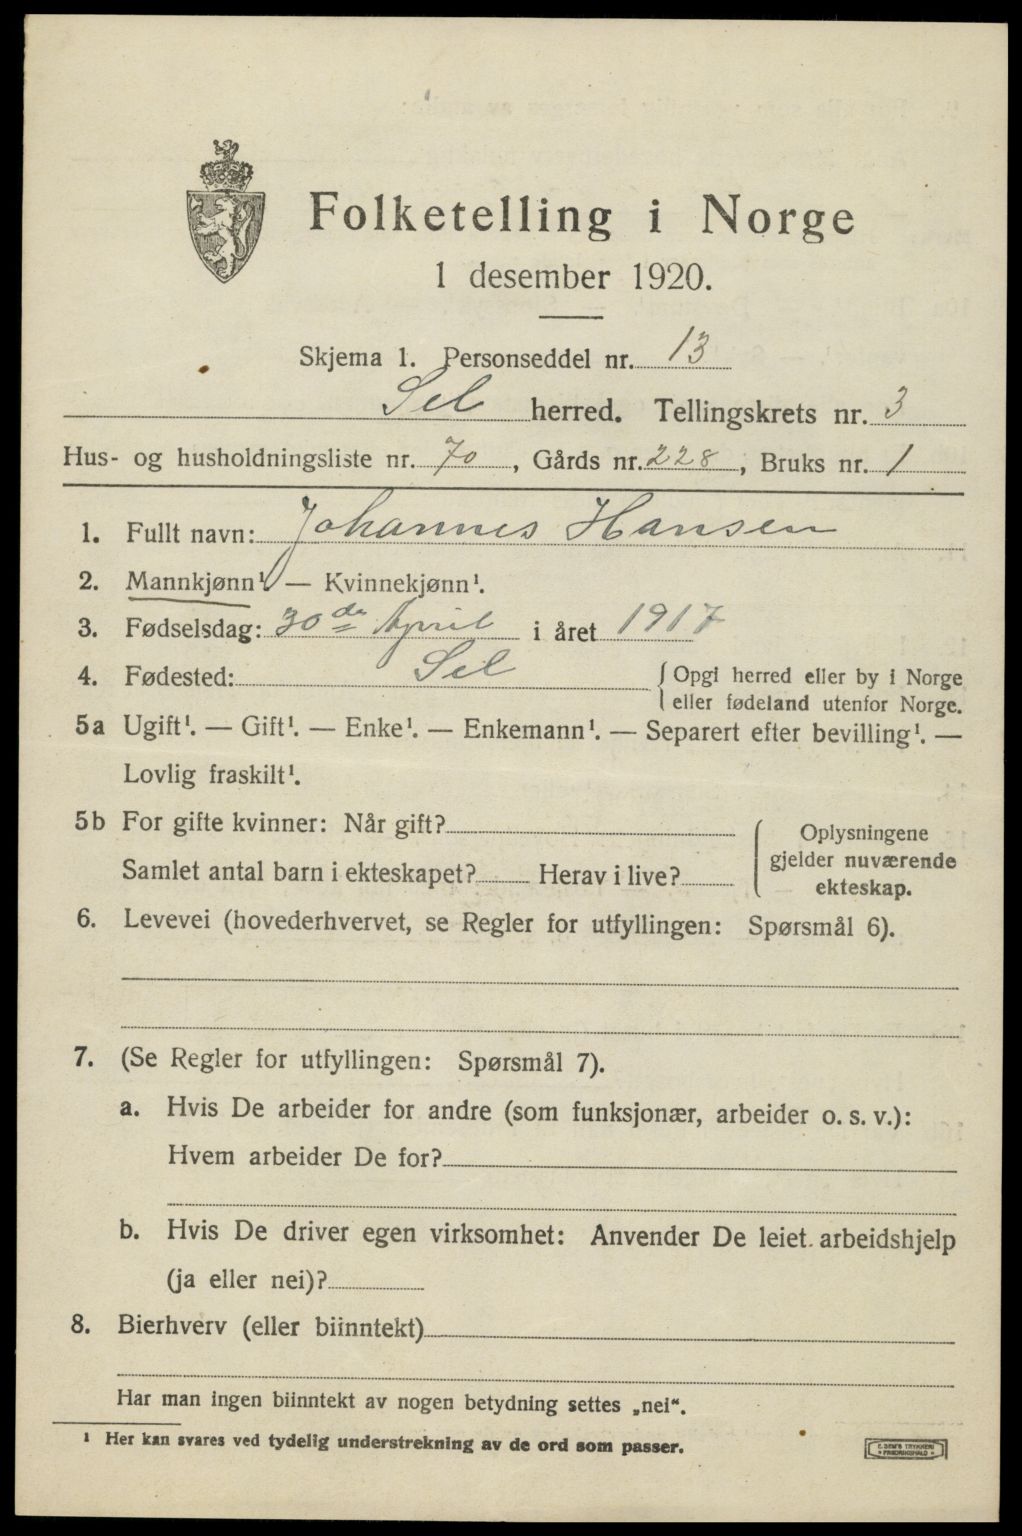 Folketelling i Norge
1 desember 1920.
Skjema 1. Personseddel nr. 13
Sel herred. Tellingskrets nr. 3
Hus- og husholdningsliste nr. 70, Gårds nr. 228, Bruks nr. 1
1. Fullt navn: Johannes Hansen
2. Mannkjønn¹. — Kvinnekjønn¹.
3. Fødselsdag: 30de April i året 1917
4. Fødested: Sel { Opgi herred eller by i Norge
eller fødeland utenfor Norge.
5a Ugift¹. — Gift¹. — Enke¹. — Enkemann¹. — Separert efter bevilling¹. —
Lovlig fraskilt¹.
5b For gifte kvinner: Når gift?
Samlet antal barn i ekteskapet? Herav i live?
Oplysningene
gjelder nuværende
ekteskap.
6. Levevei (hovederhvervet, se Regler for utfyllingen: Spørsmål 6).
7. (Se Regler for utfyllingen: Spørsmål 7).
a. Hvis De arbeider for andre (som funksjonær, arbeider o. s. v.):
Hvem arbeider De for?
b. Hvis De driver egen virksomhet: Anvender De leiet arbeidshjelp
(ja eller nei)?
8. Bierhverv (eller biinntekt)
Har man ingen biinntekt av nogen betydning settes „nei“.
¹ Her kan svares ved tydelig understrekning av de ord som passer.
E. SEM'S TRYKKERI
FREDRIKSHALD